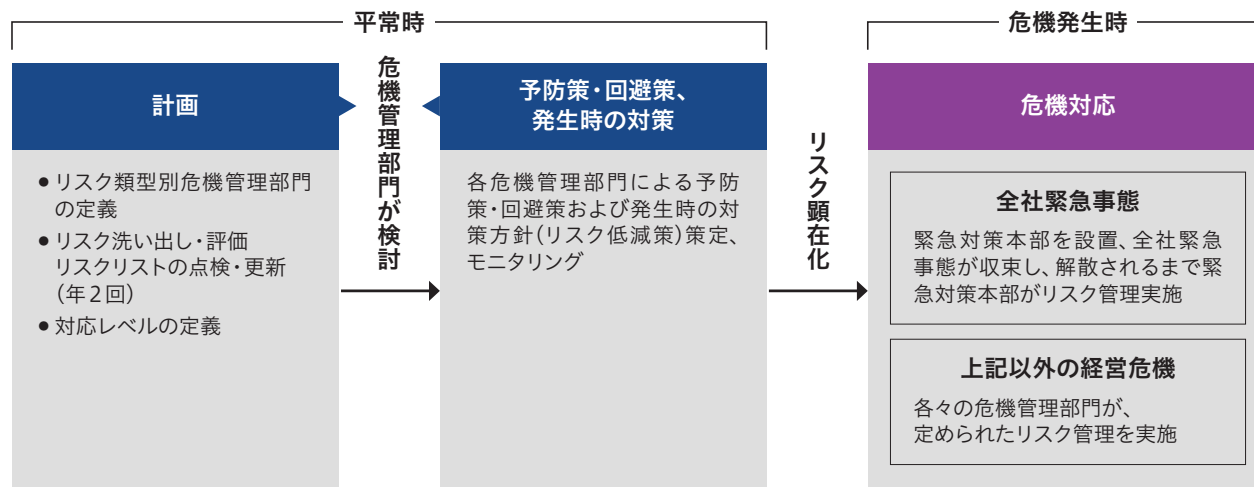 平常時
計画
● リスク類型別危機管理部門
の定義
● リスク洗い出し・評価
リスクリストの点検・更新
（年2回）
● 対応レベルの定義
危機管理部門が検討
予防策・回避策、
発生時の対策
各危機管理部門による予防
策・回避策および発生時の対
策方針（リスク低減策）策定、
モニタリング
リスク顕在化
危機発生時
危機対応
全社緊急事態
緊急対策本部を設置、全社緊急
事態が収束し、解散されるまで緊
急対策本部がリスク管理実施
上記以外の経営危機
各々の危機管理部門が、
定められたリスク管理を実施